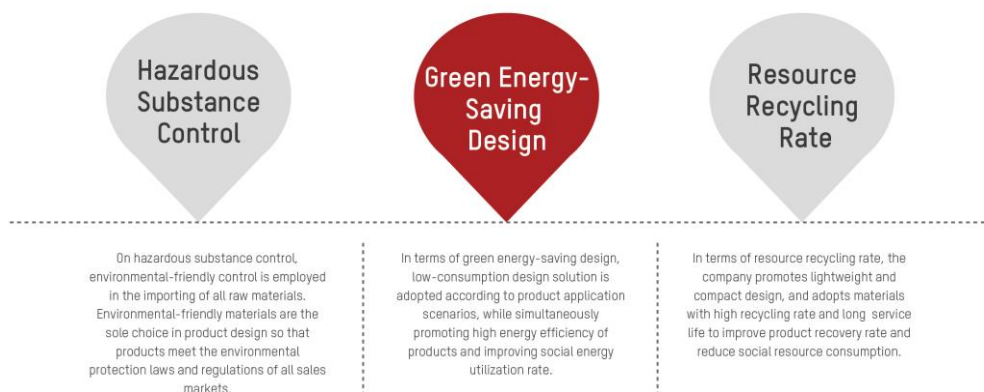 Hazardous
Substance
Control
Green Energy-
Saving
Design
Resource
Recycling
Rate
On hazardous substance control,
environmental-friendly control is employed
in the importing of all raw materials.
Environmental-friendly materials are the
sole choice in product design so that
products meet the environmental
protection laws and regulations of all sales
markets.
In terms of green energy-saving design,
low-consumption design solution is
adopted according to product application
scenarios, while simultaneously
promoting high energy efficiency of
products and improving social energy
utilization rate.
In terms of resource recycling rate, the
company promotes lightweight and
compact design, and adopts materials
with high recycling rate and long service
life to improve product recovery rate and
reduce social resource consumption.